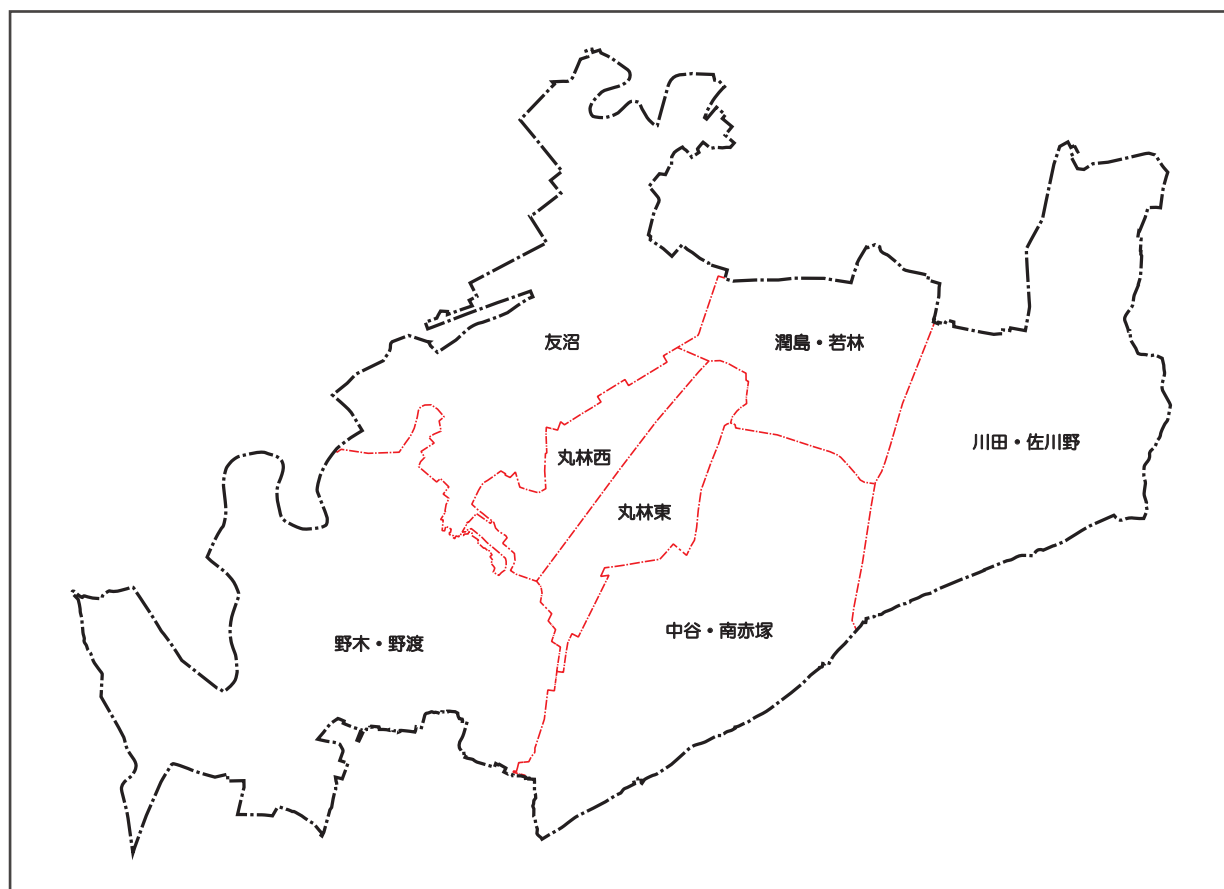 友沼
潤島・若林
川田・佐川野
丸林西
丸林東
中谷・南赤塚
野木・野渡